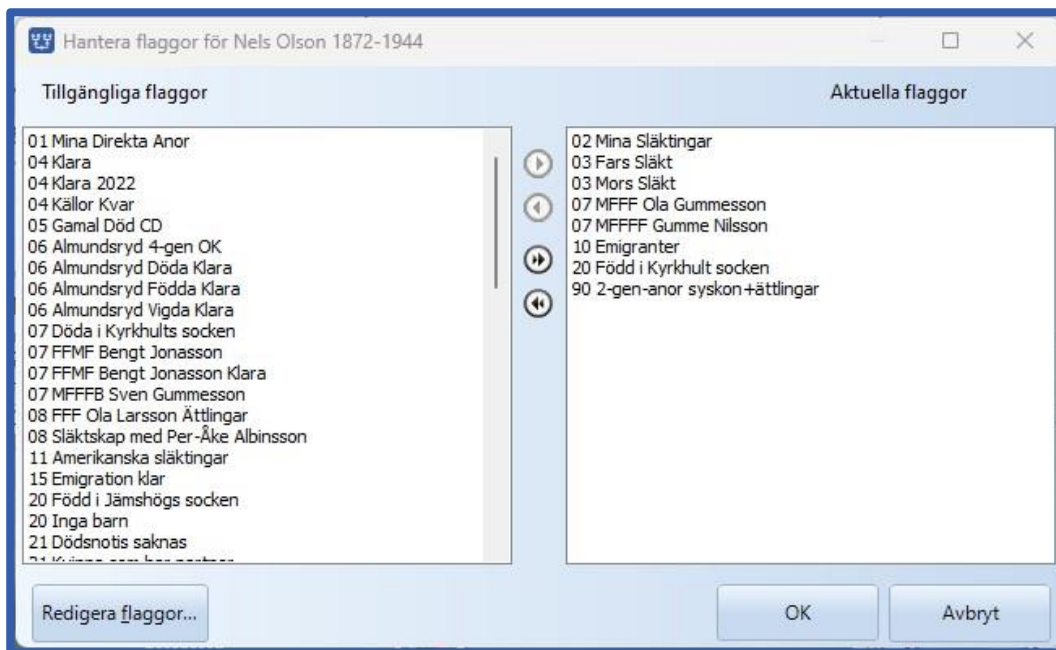 Hantera flaggor för Nels Olson 1872-1944
Tillgängliga flaggor
01 Mina Direkta Anor
04 Klara
04 Klara 2022
04 Källor Kvar
05 Gamal Död CD
06 Almundsryd 4-gen OK
06 Almundsryd Döda Klara
06 Almundsryd Födda Klara
06 Almundsryd Vigda Klara
07 Döda i Kyrkhults socken
07 FFMF Bengt Jonasson
07 FFMF Bengt Jonasson Klara
07 MFFFB Sven Gummesson
08 FFF Ola Larsson Ättlingar
08 Släktskap med Per-Åke Albinsson
11 Amerikanska släktingar
15 Emigration klar
20 Född i Jämshögs socken
20 Inga barn
21 Dödsnotis saknas
Aktuella flaggor
02 Mina Släktingar
03 Fars Släkt
03 Mors Släkt
07 MFFF Ola Gummesson
07 MFFFF Gumme Nilsson
10 Emigranter
20 Född i Kyrkhult socken
90 2-gen-anor syskon+ättlingar
Redigera flaggor...
OK
Avbryt